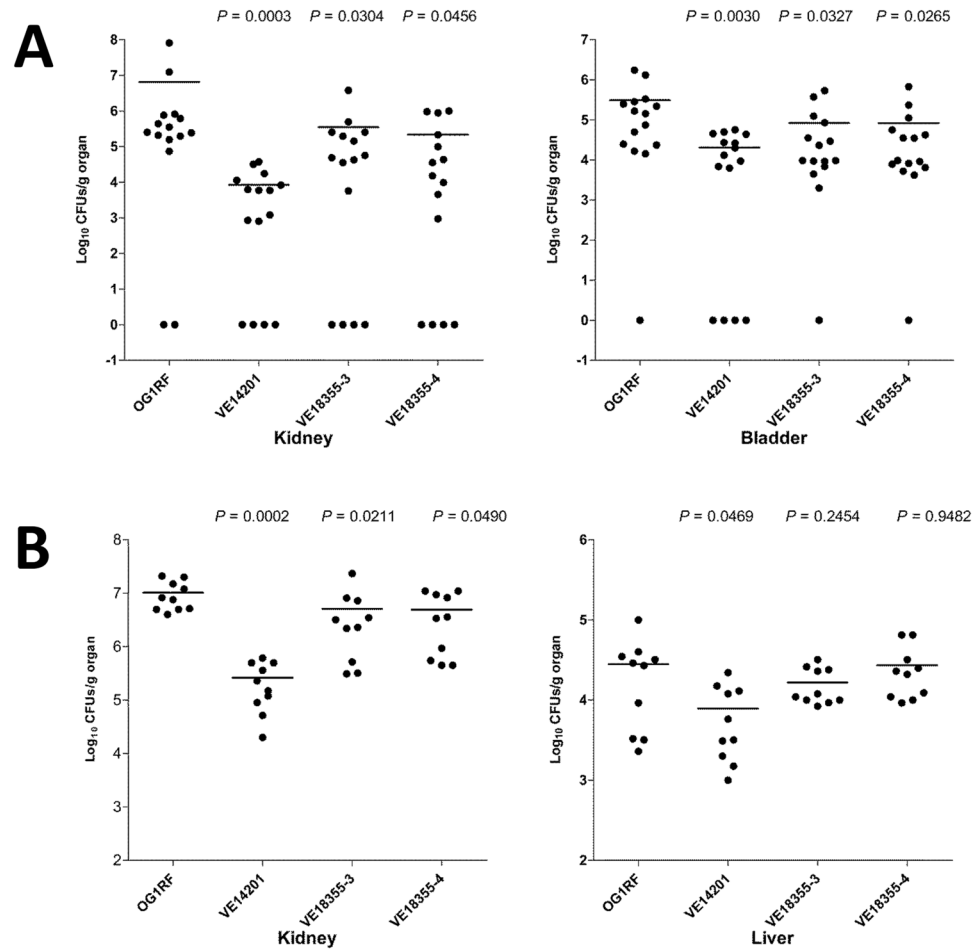 A
P = 0.0003 P = 0.0304 P = 0.0456
8
7
6
5
4
3
2
1
0
-1
Log10 CFUs/g organ
OG1RF
VE14201
VE18355-3
VE18355-4
Kidney
P = 0.0030 P = 0.0327 P = 0.0265
7
6
5
4
3
2
1
0
-1
Log10 CFUs/g organ
OG1RF
VE14201
VE18355-3
VE18355-4
Bladder
B
P = 0.0002 P = 0.0211 P = 0.0490
8
7
6
5
4
3
2
Log10 CFUs/g organ
OG1RF
VE14201
VE18355-3
VE18355-4
Kidney
P = 0.0469 P = 0.2454 P = 0.9482
6
5
4
3
2
Log10 CFUs/g organ
OG1RF
VE14201
VE18355-3
VE18355-4
Liver